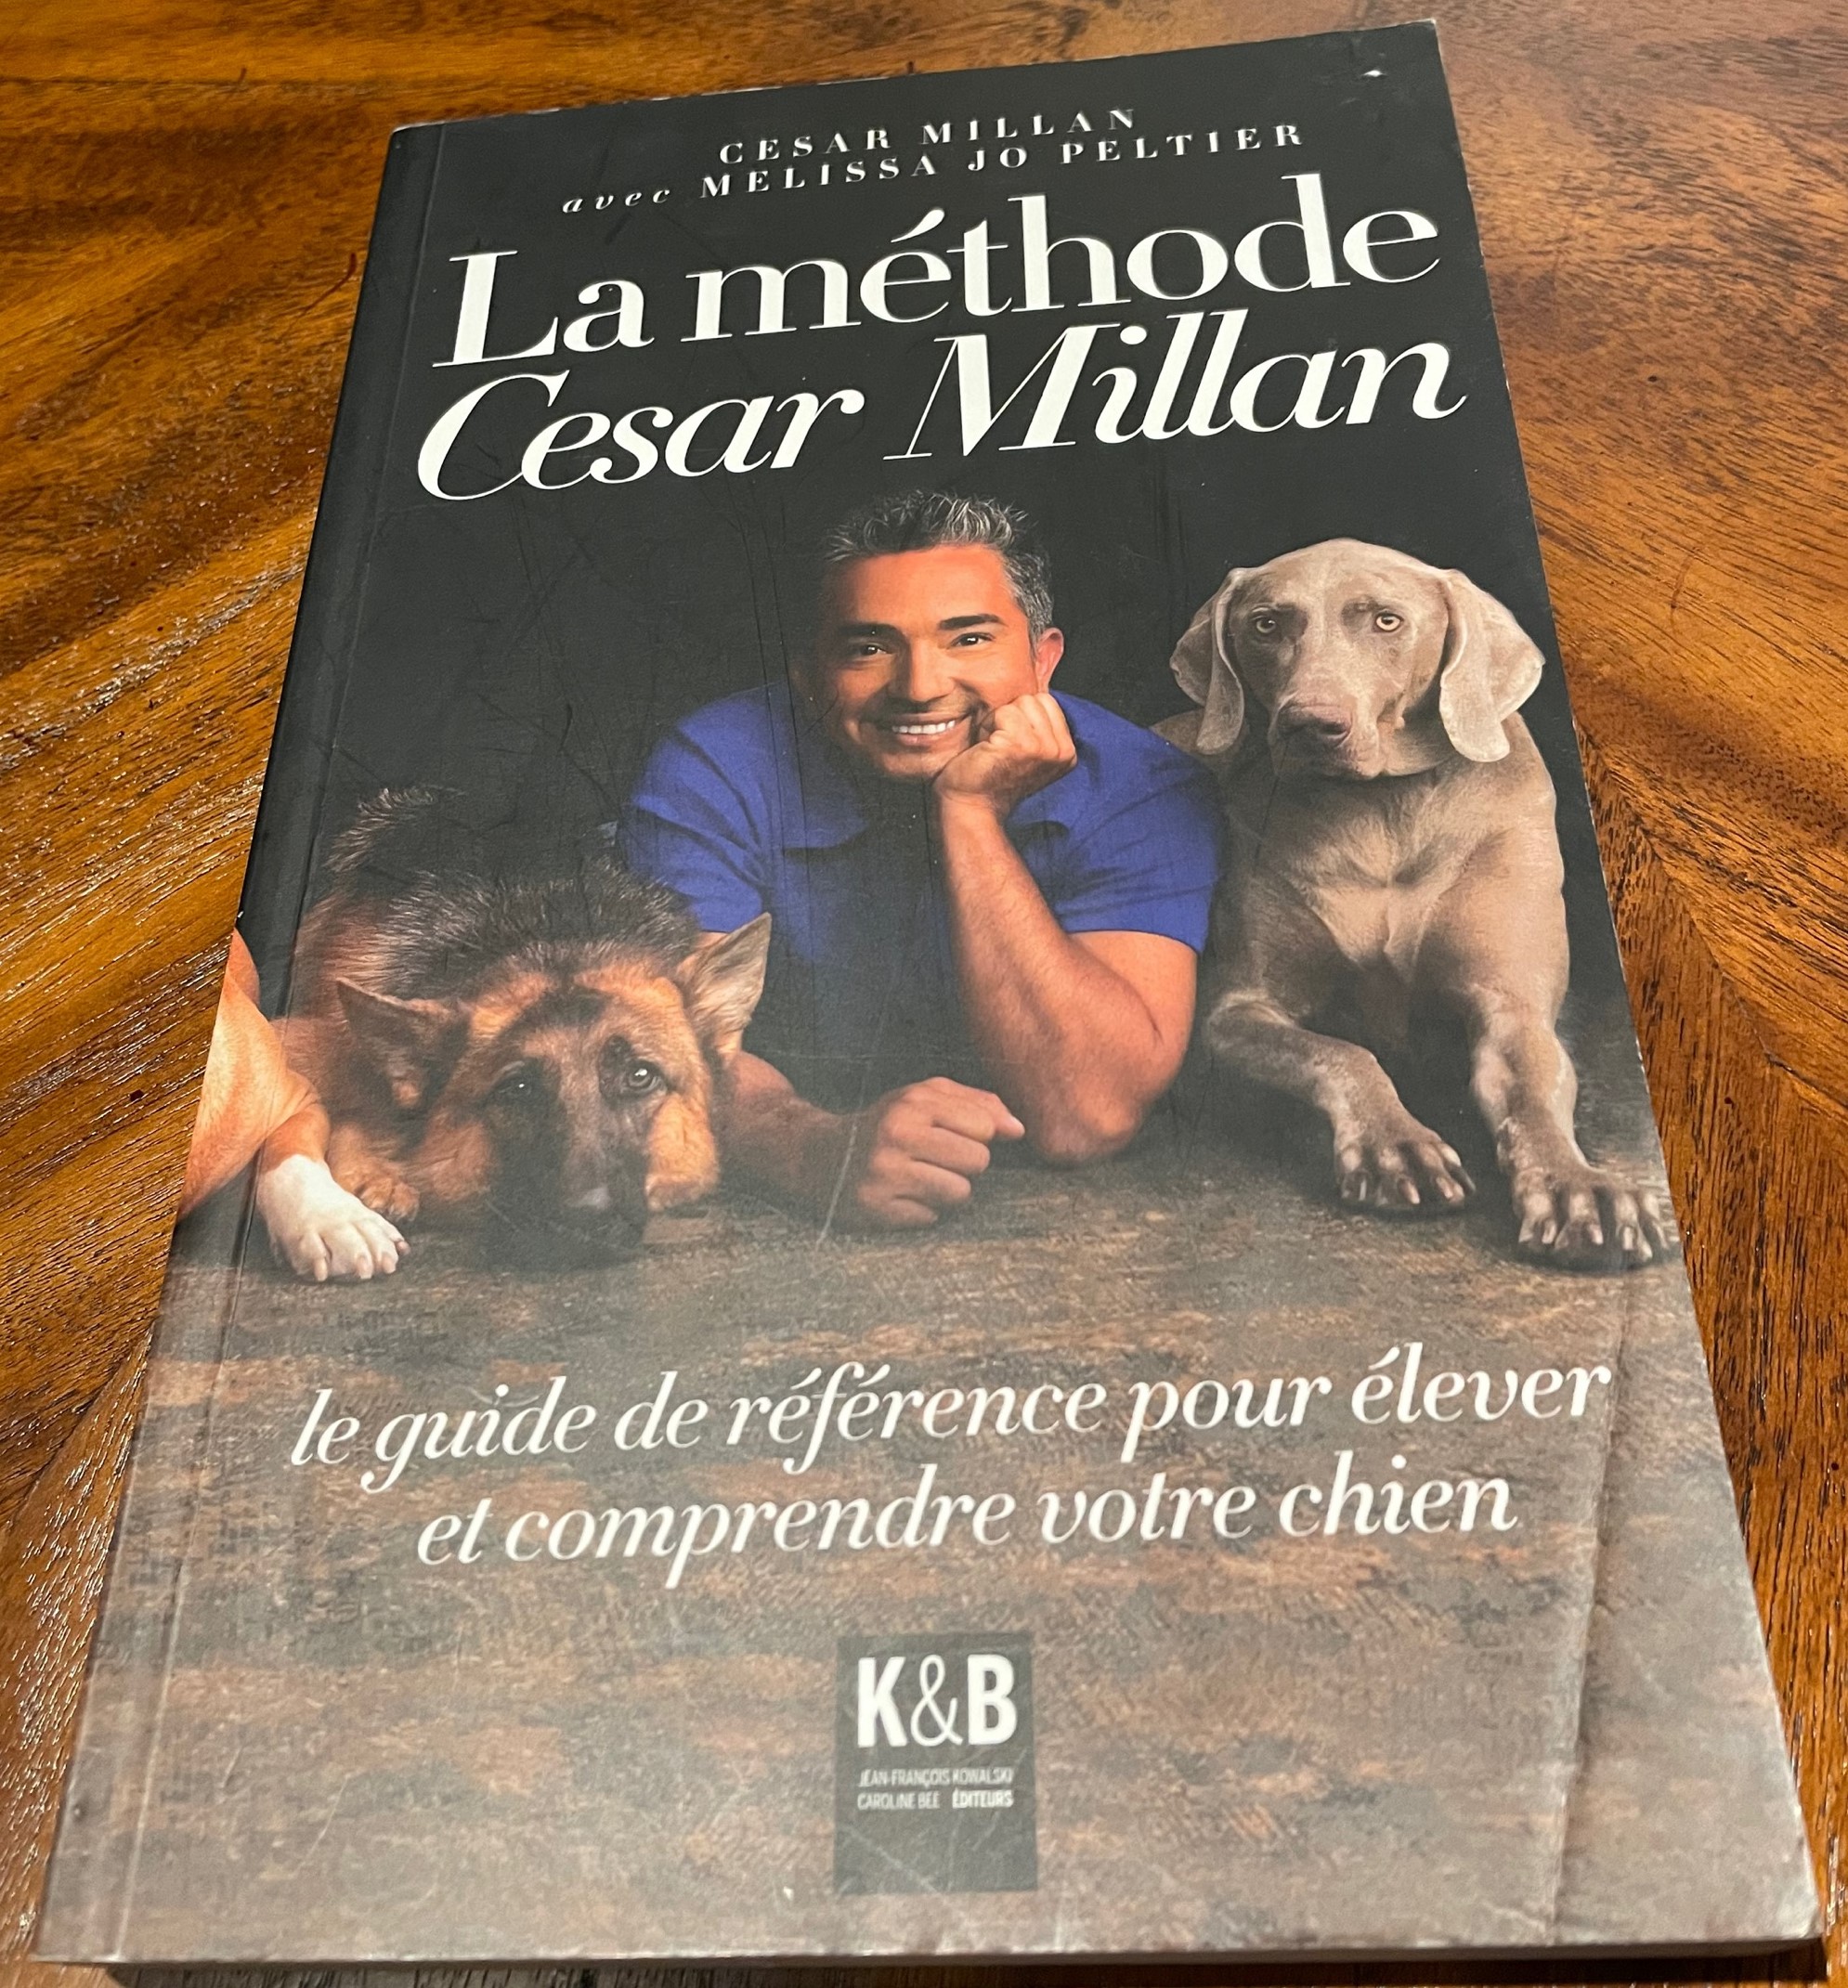 CESAR MILLAN
avec MELISSA JO PELTIER
La méthode
Cesar Millan
le guide de référence pour élever
et comprendre votre chien
K&B
JEAN-FRANÇOIS KOWALSKI
CAROLINE BEE ÉDITEURS